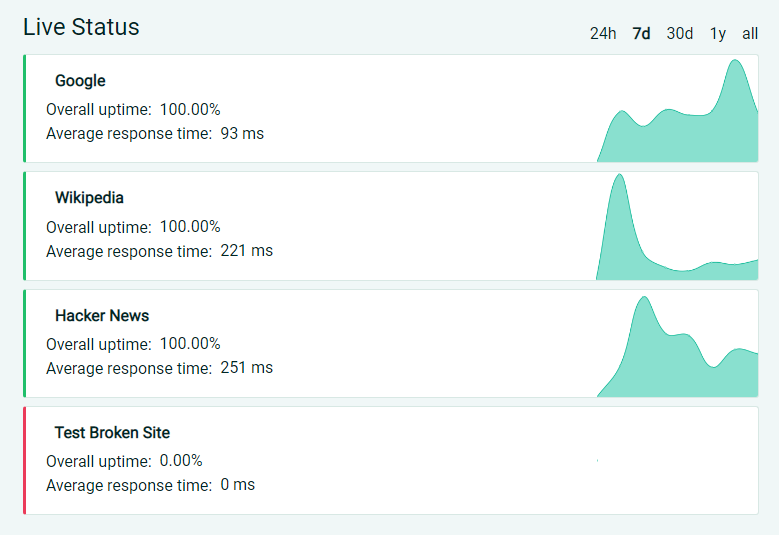 Live Status
24h 7d 30d 1y all
Google
Overall uptime: 100.00%
Average response time: 93 ms
Wikipedia
Overall uptime: 100.00%
Average response time: 221 ms
Hacker News
Overall uptime: 100.00%
Average response time: 251 ms
Test Broken Site
Overall uptime: 0.00%
Average response time: 0 ms